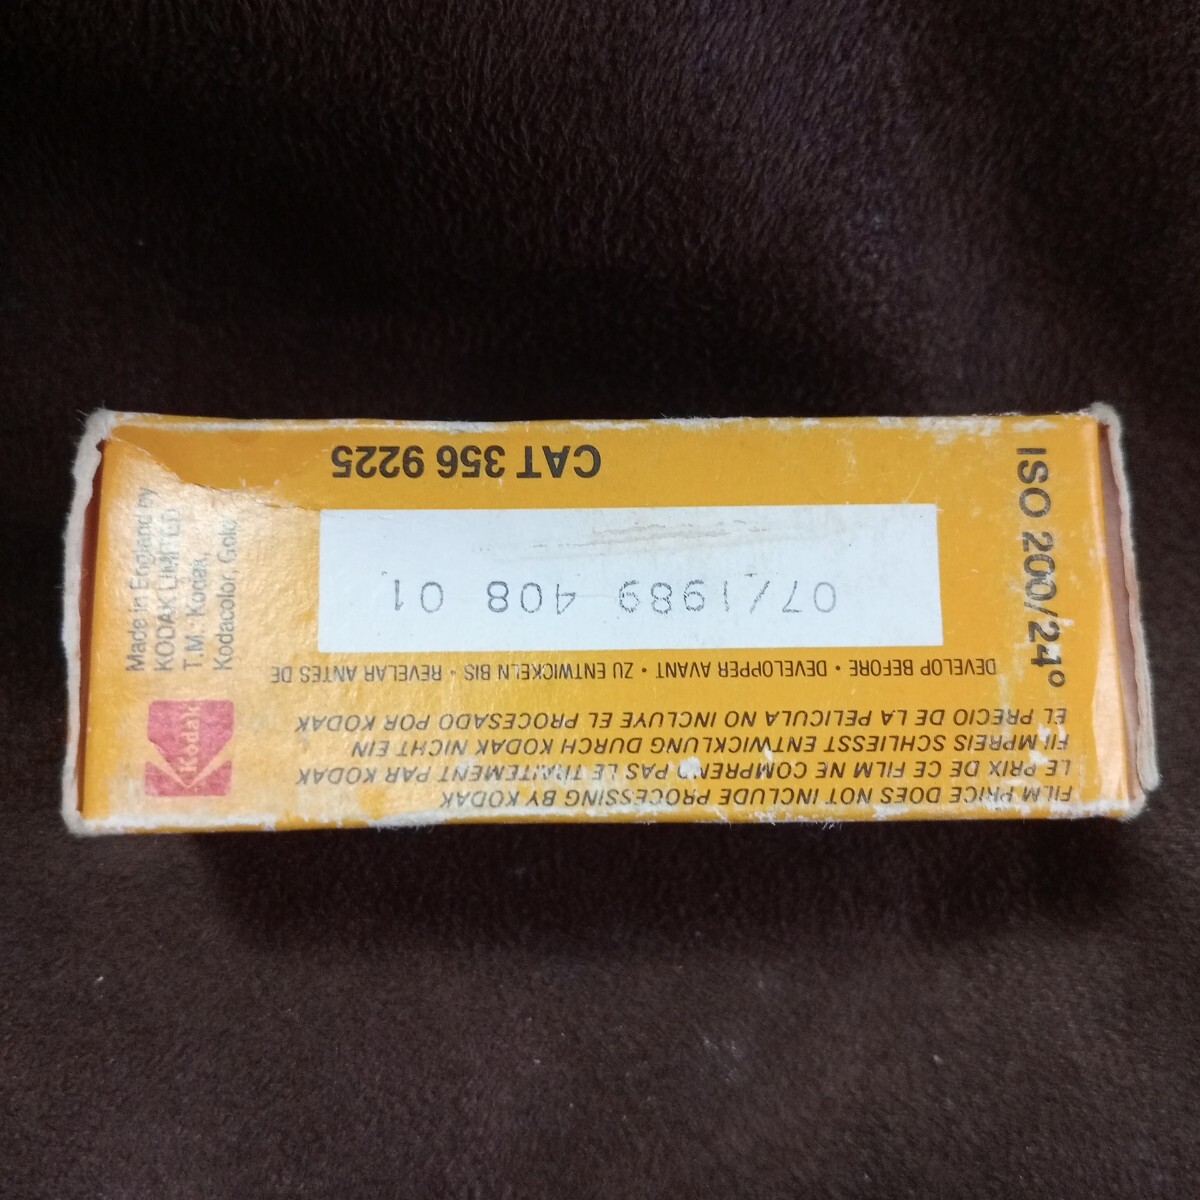 FILM PRICE DOES NOT INCLUDE PROCESSING BY KODAK
LE PRIX DE CE FILM NE COMPREND PAS LE TRAITEMENT PAR KODAK
FILMPREIS SCHLIESST ENTWICKLUNG DURCH KODAK NICHT EIN
EL PRECIO DE LA PELICULA NO INCLUYE EL PROCESADO POR KODAK
DEVELOP BEFORE • DEVELOPPER AVANT • ZU ENTWICKELN BIS • REVELAR ANTES DE
07/1989 408 01
CAT 356 9225
ISO 200/24°
Kodak
Made in England by
KODAK LIMITED
T.M. Kodak,
Kodacolor, Gold